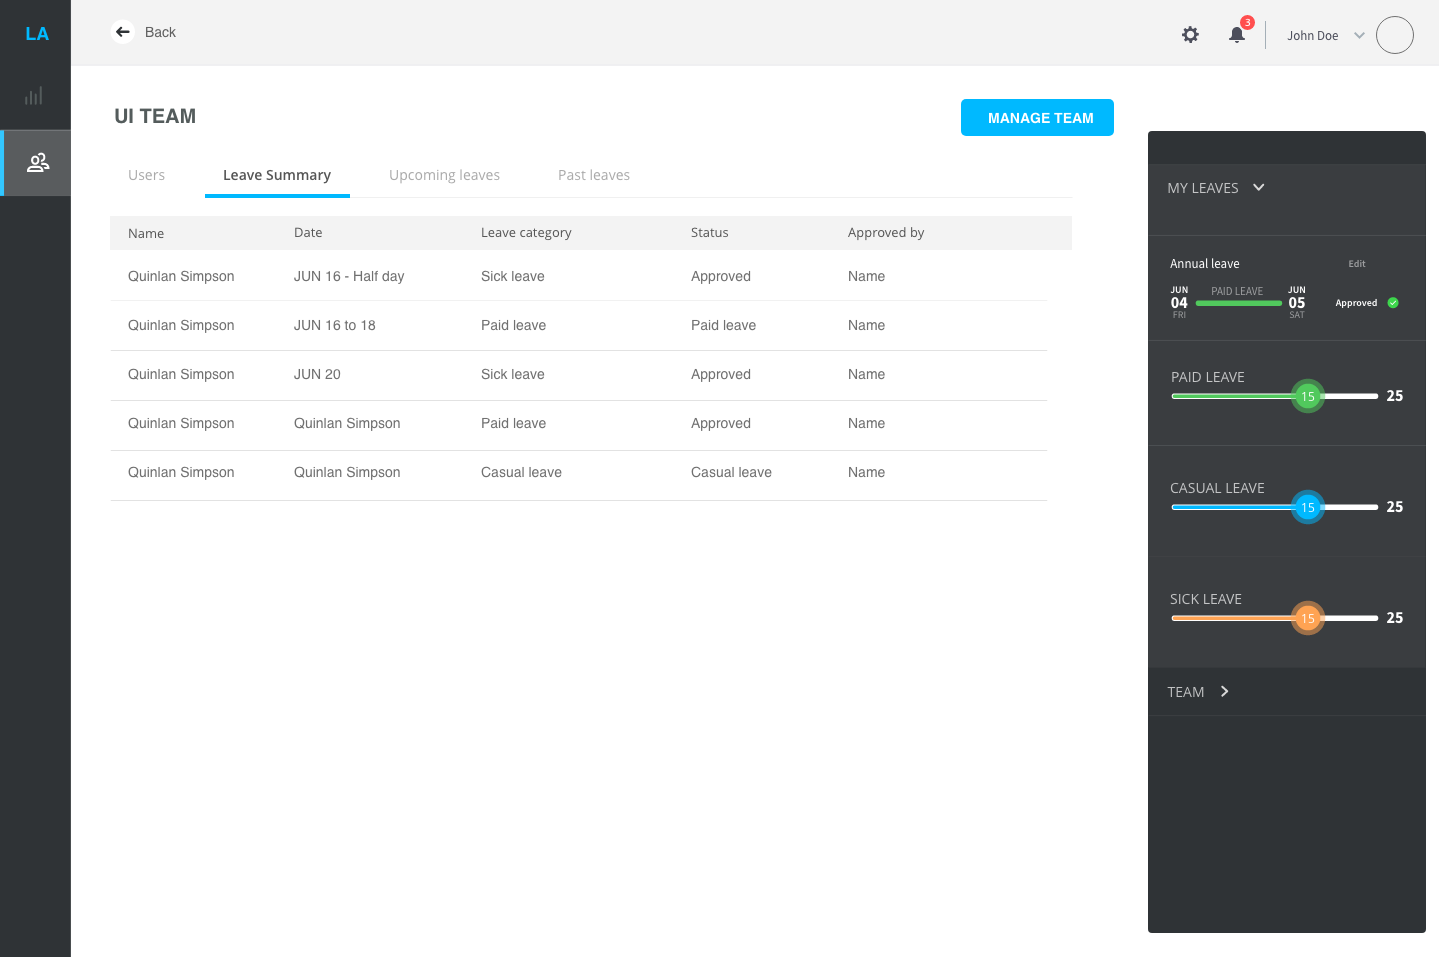 LA
Back
3
John Doe
UI TEAM
MANAGE TEAM
Users Leave Summary Upcoming leaves Past leaves
Name Date Leave category Status Approved by
Quinlan Simpson JUN 16 - Half day Sick leave Approved Name
Quinlan Simpson JUN 16 to 18 Paid leave Paid leave Name
Quinlan Simpson JUN 20 Sick leave Approved Name
Quinlan Simpson Quinlan Simpson Paid leave Approved Name
Quinlan Simpson Quinlan Simpson Casual leave Casual leave Name
MY LEAVES
Annual leave Edit
JUN PAID LEAVE JUN
04 05 Approved
FRI SAT
PAID LEAVE
15 25
CASUAL LEAVE
15 25
SICK LEAVE
15 25
TEAM